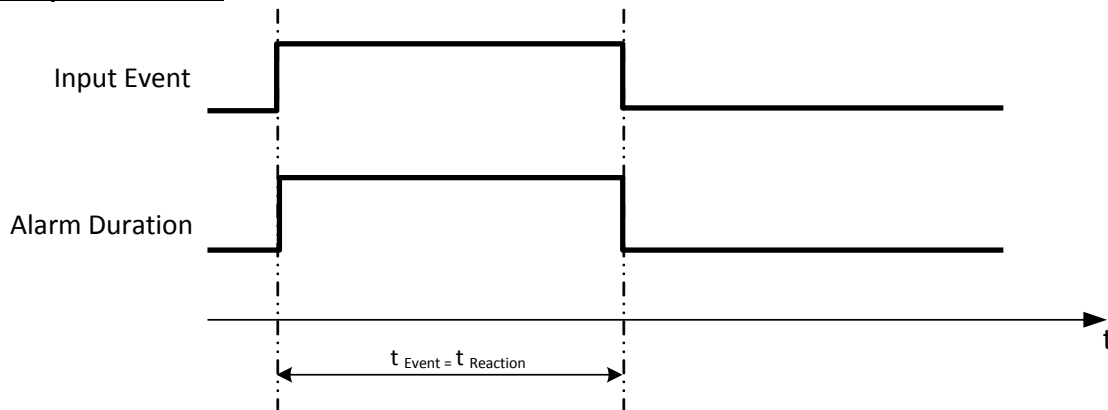 Input Event
Alarm Duration
t
t Event = t Reaction